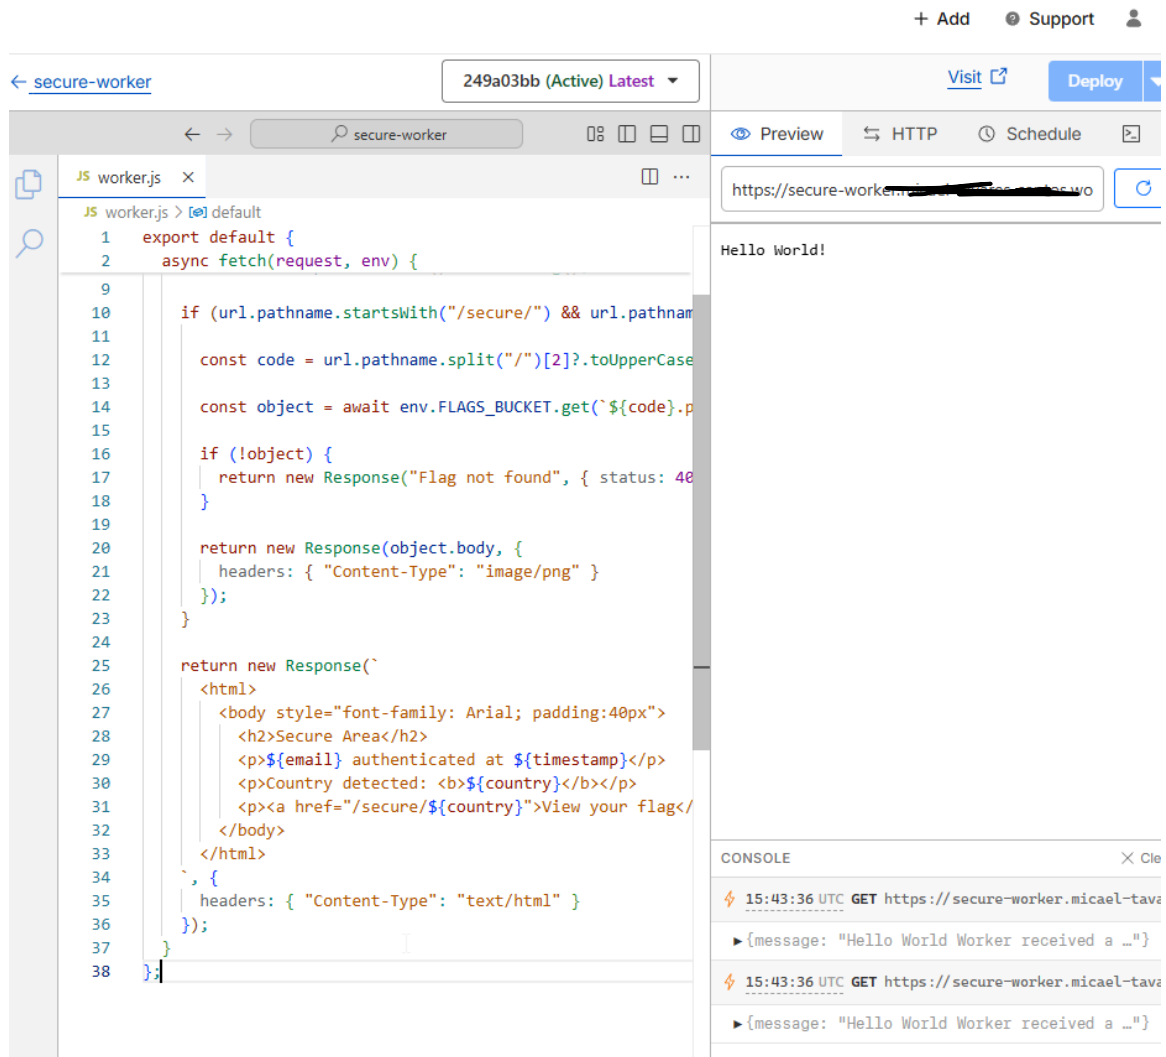 + Add Support
← secure-worker
249a03bb (Active) Latest
Visit
Deploy
secure-worker
Preview
HTTP
Schedule
JS worker.js
https://secure-worker.
wo
JS worker.js > default
Hello World!
1 export default {
2 async fetch(request, env) {
9
10 if (url.pathname.startsWith("/secure/") && url.pathnam
11
12 const code = url.pathname.split("/")[2]?.toUpperCase
13
14 const object = await env.FLAGS_BUCKET.get(`${code}.p
15
16 if (!object) {
17 return new Response("Flag not found", { status: 40
18 }
19
20 return new Response(object.body, {
21 headers: { "Content-Type": "image/png" }
22 });
23 }
24
25 return new Response(`
26 <html>
27 <body style="font-family: Arial; padding:40px">
28 <h2>Secure Area</h2>
29 <p>${email} authenticated at ${timestamp}</p>
30 <p>Country detected: <b>${country}</b></p>
31 <p><a href="/secure/${country}">View your flag</
32 </body>
33 </html>
34 `, {
35 headers: { "Content-Type": "text/html" }
36 });
37 }
38 };
CONSOLE
Cle
15:43:36 UTC GET https://secure-worker.micael-tava
{message: "Hello World Worker received a …"}
15:43:36 UTC GET https://secure-worker.micael-tava
{message: "Hello World Worker received a …"}